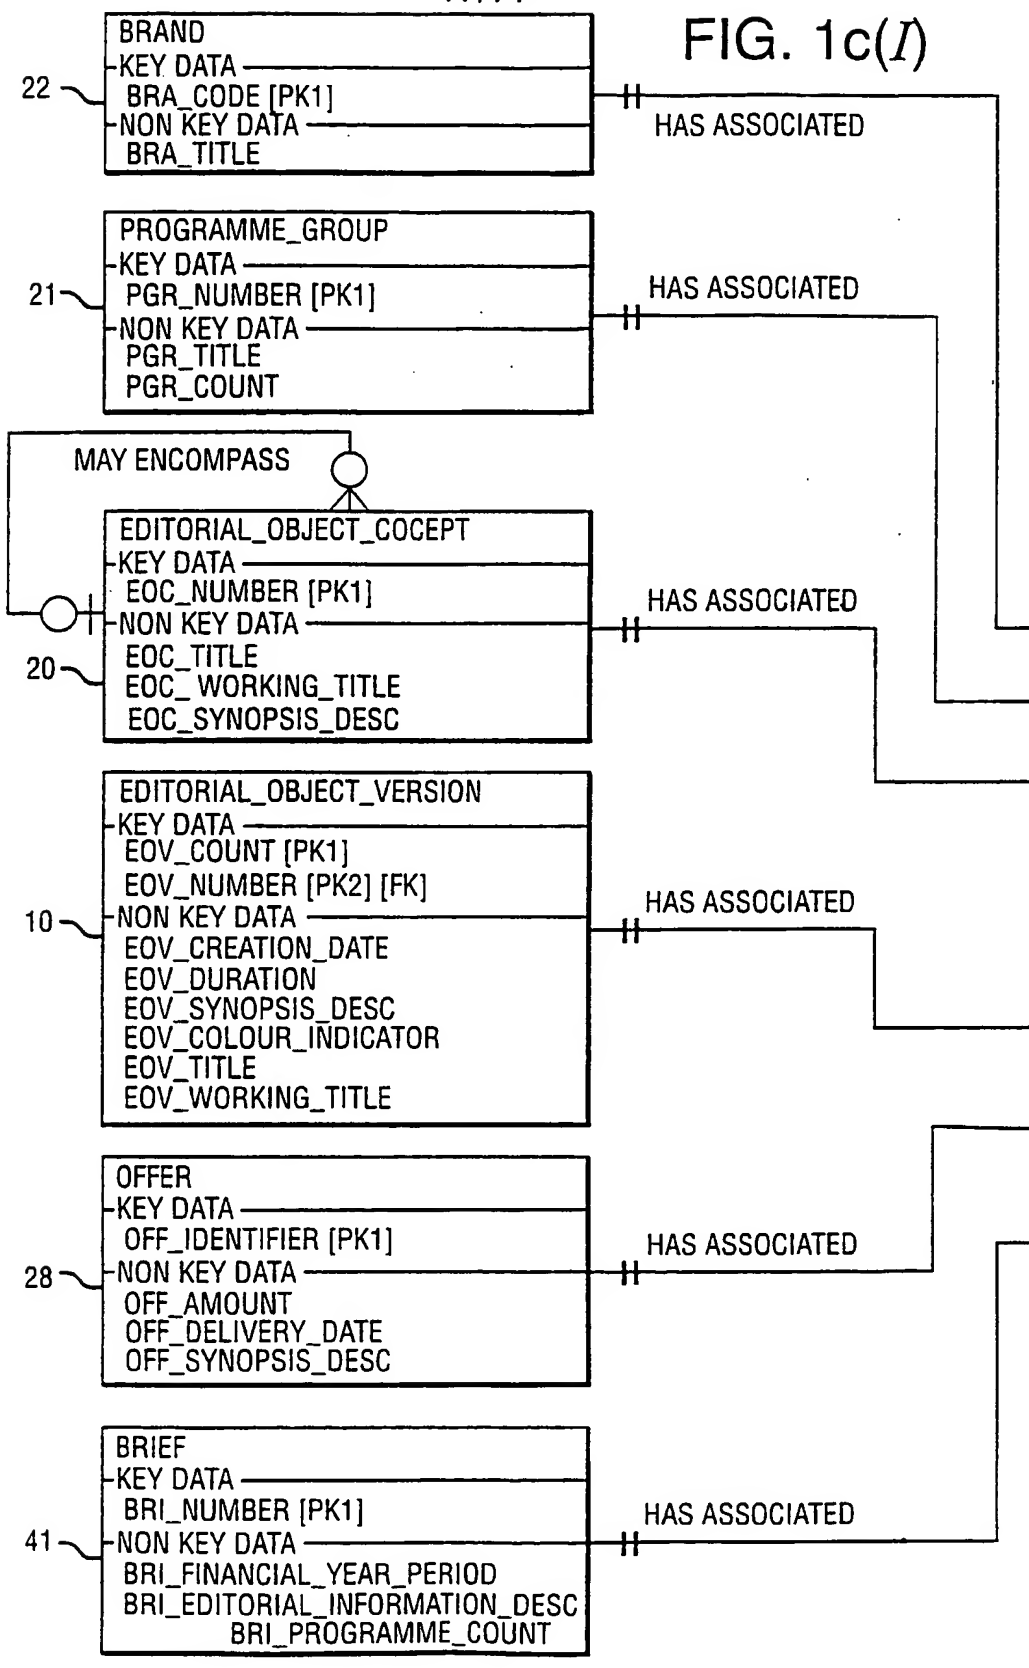 FIG. 1c(I)
BRAND
KEY DATA
22
BRA_CODE [PK1]
NON KEY DATA
BRA_TITLE
HAS ASSOCIATED
PROGRAMME_GROUP
KEY DATA
21
PGR_NUMBER [PK1]
NON KEY DATA
PGR_TITLE
PGR_COUNT
HAS ASSOCIATED
MAY ENCOMPASS
EDITORIAL_OBJECT_COCEPT
KEY DATA
EOC_NUMBER [PK1]
NON KEY DATA
20
EOC_TITLE
EOC_ WORKING_TITLE
EOC_SYNOPSIS_DESC
HAS ASSOCIATED
EDITORIAL_OBJECT_VERSION
KEY DATA
EOV_COUNT [PK1]
EOV_NUMBER [PK2] [FK]
10
NON KEY DATA
EOV_CREATION_DATE
EOV_DURATION
EOV_SYNOPSIS_DESC
EOV_COLOUR_INDICATOR
EOV_TITLE
EOV_WORKING_TITLE
HAS ASSOCIATED
OFFER
KEY DATA
OFF_IDENTIFIER [PK1]
28
NON KEY DATA
OFF_AMOUNT
OFF_DELIVERY_DATE
OFF_SYNOPSIS_DESC
HAS ASSOCIATED
BRIEF
KEY DATA
BRI_NUMBER [PK1]
41
NON KEY DATA
BRI_FINANCIAL_YEAR_PERIOD
BRI_EDITORIAL_INFORMATION_DESC
BRI_PROGRAMME_COUNT
HAS ASSOCIATED